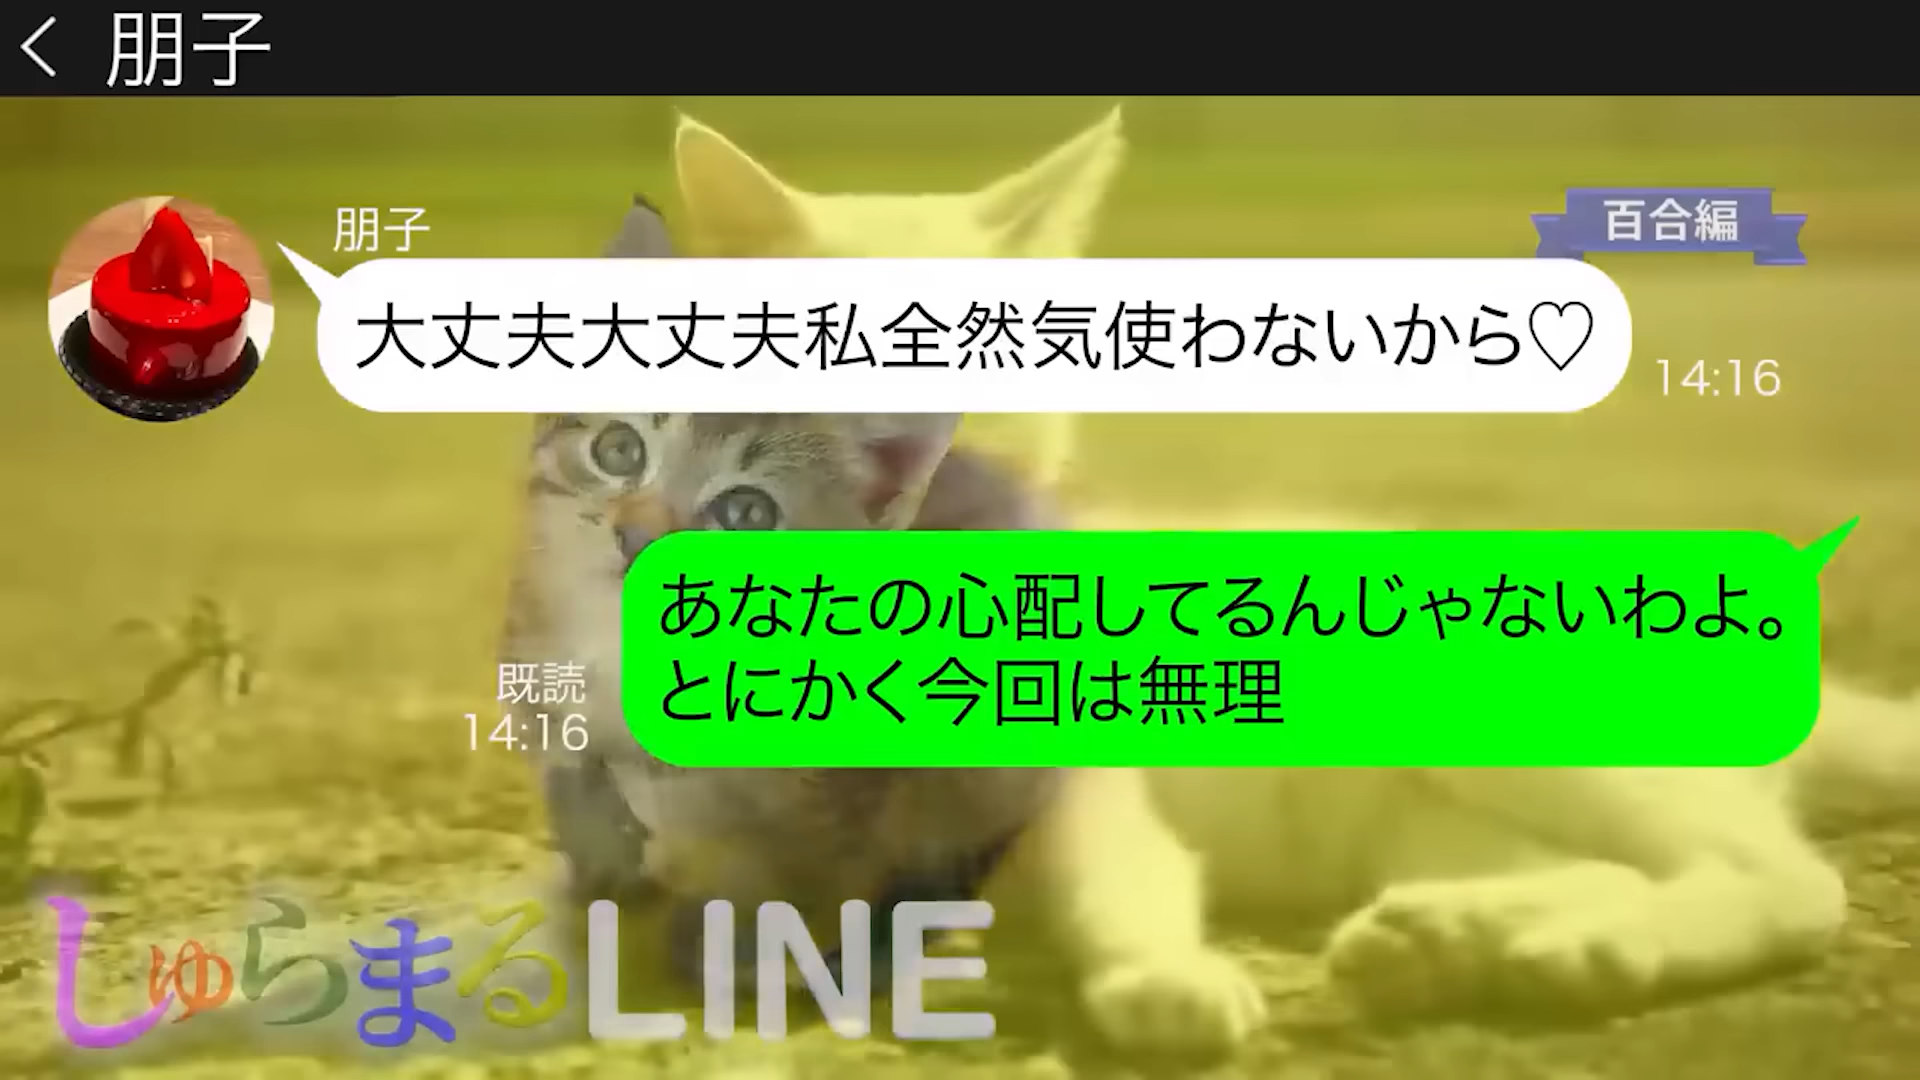 朋子
朋子
百合編
大丈夫大丈夫私全然気使わないから♡
14:16
あなたの心配してるんじゃないわよ。
とにかく今回は無理
既読
14:16
しゅらまるLINE